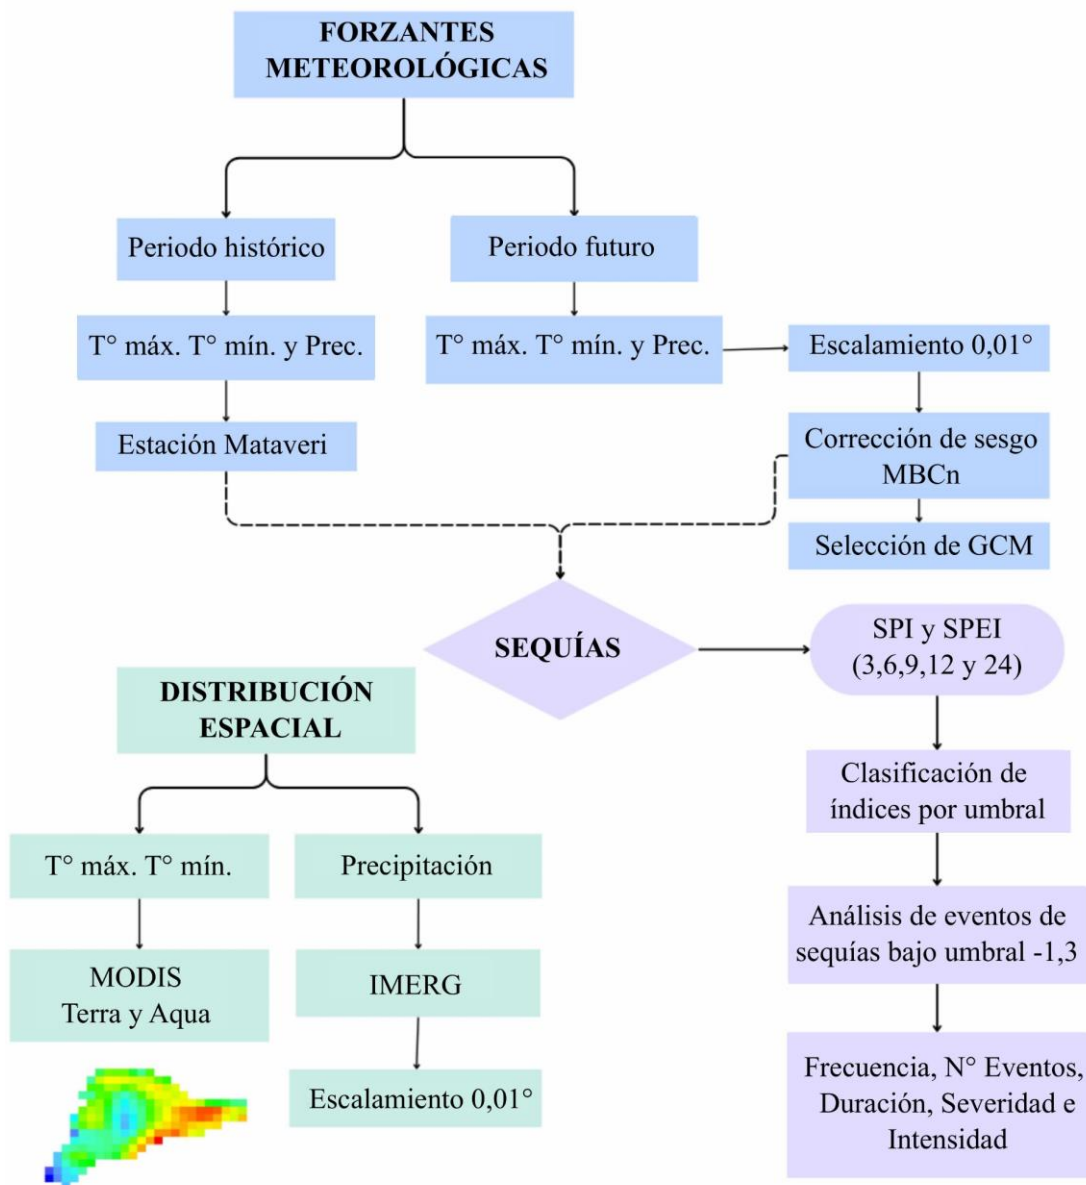 FORZANTES
METEOROLÓGICAS
Periodo histórico
Periodo futuro
T° máx. T° mín. y Prec.
T° máx. T° mín. y Prec.
Escalamiento 0,01°
Estación Mataveri
Corrección de sesgo
MBCn
Selección de GCM
SEQUÍAS
SPI y SPEI
(3,6,9,12 y 24)
Clasificación de
índices por umbral
Análisis de eventos de
sequías bajo umbral -1,3
Frecuencia, N° Eventos,
Duración, Severidad e
Intensidad
DISTRIBUCIÓN
ESPACIAL
T° máx. T° mín.
Precipitación
MODIS
Terra y Aqua
IMERG
Escalamiento 0,01°